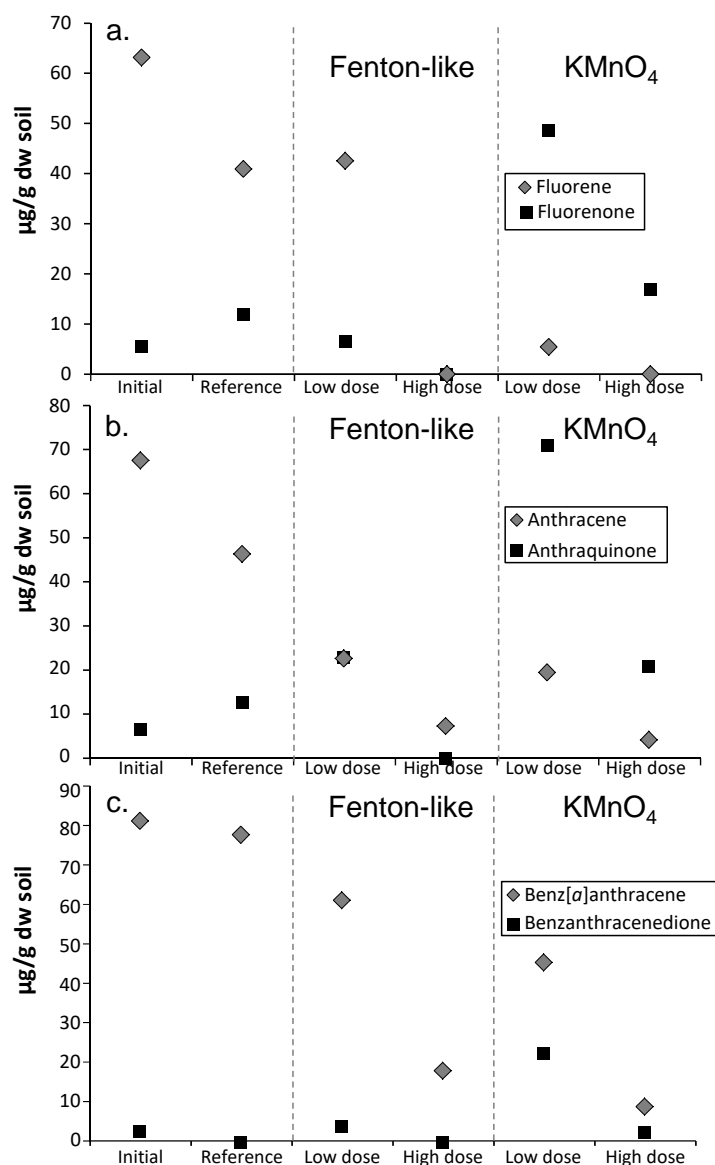 a.
Fenton-like
KMnO₄
70
60
50
40
30
20
10
0
µg/g dw soil
Fluorene
Fluorenone
Initial
Reference
Low dose
High dose
Low dose
High dose
b.
Fenton-like
KMnO₄
80
70
60
50
40
30
20
10
0
µg/g dw soil
Anthracene
Anthraquinone
Initial
Reference
Low dose
High dose
Low dose
High dose
c.
Fenton-like
KMnO₄
90
80
70
60
50
40
30
20
10
0
µg/g dw soil
Benz[a]anthracene
Benzanthracenedione
Initial
Reference
Low dose
High dose
Low dose
High dose